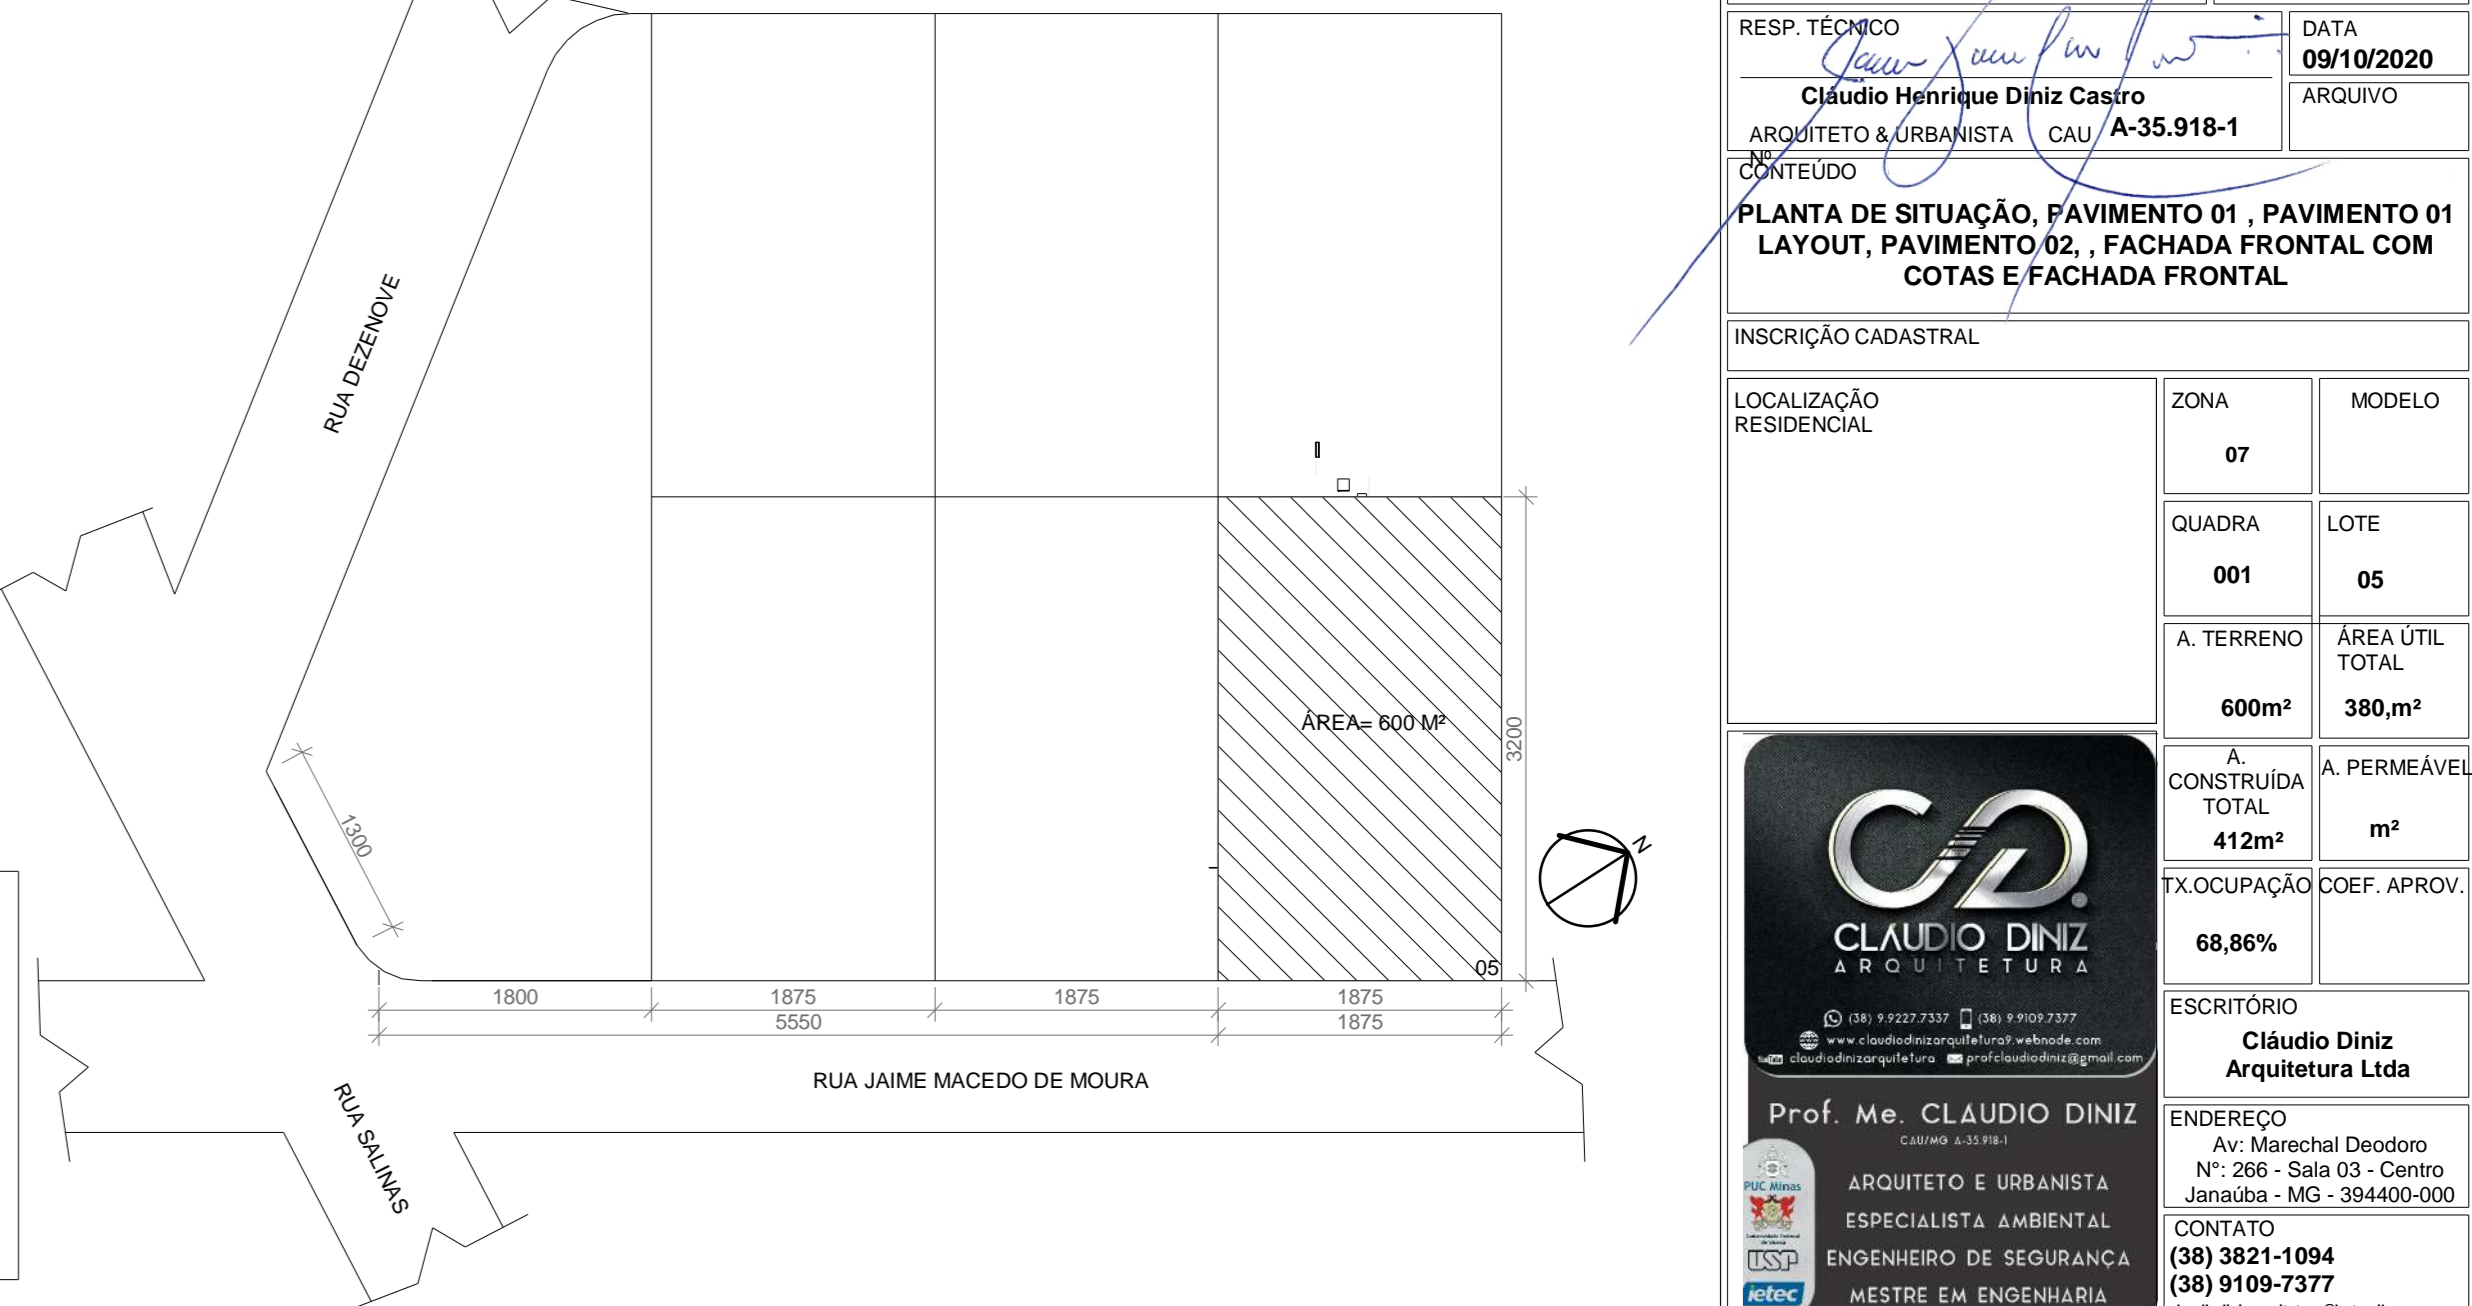 RUA DEZENOVE
ÁREA= 600 M²
3200
1300
N
05
1800
1875
1875
1875
5550
1875
RUA JAIME MACEDO DE MOURA
RUA SALINAS
RESP. TÉCNICO
Cláudio Henrique Diniz Castro
ARQUITETO & URBANISTA CAU A-35.918-1
Nº
DATA
09/10/2020
ARQUIVO
CONTEÚDO
PLANTA DE SITUAÇÃO, PAVIMENTO 01 , PAVIMENTO 01
LAYOUT, PAVIMENTO 02, , FACHADA FRONTAL COM
COTAS E FACHADA FRONTAL
INSCRIÇÃO CADASTRAL
LOCALIZAÇÃO
RESIDENCIAL
ZONA
07
MODELO
QUADRA
001
LOTE
05
A. TERRENO
600m²
ÁREA ÚTIL
TOTAL
380,m²
A.
CONSTRUÍDA
TOTAL
412m²
A. PERMEÁVEL
m²
TX.OCUPAÇÃO
68,86%
COEF. APROV.
ESCRITÓRIO
Cláudio Diniz
Arquitetura Ltda
ENDEREÇO
Av: Marechal Deodoro
N°: 266 - Sala 03 - Centro
Janaúba - MG - 394400-000
CONTATO
(38) 3821-1094
(38) 9109-7377
CLÁUDIO DINIZ
ARQUITETURA
(38) 9.9227.7337 (38) 9.9109.7377
www.claudiodinizarquitetura9.webnode.com
claudiodinizarquitetura profclaudiodiniz@gmail.com
Prof. Me. CLÁUDIO DINIZ
CAU/MG A-35.918-1
PUC Minas
USP
ietec
ARQUITETO E URBANISTA
ESPECIALISTA AMBIENTAL
ENGENHEIRO DE SEGURANÇA
MESTRE EM ENGENHARIA